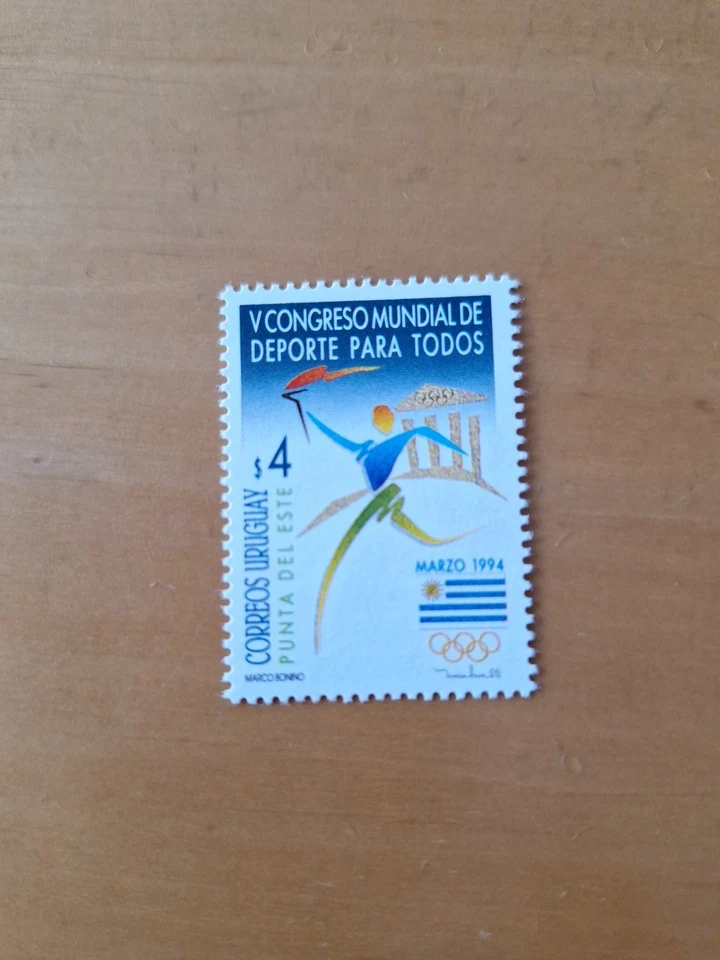 V CONGRESO MUNDIAL DE
DEPORTE PARA TODOS
$4
CORREOS URUGUAY
PUNTA DEL ESTE
MARZO 1994
MARCO BONINO